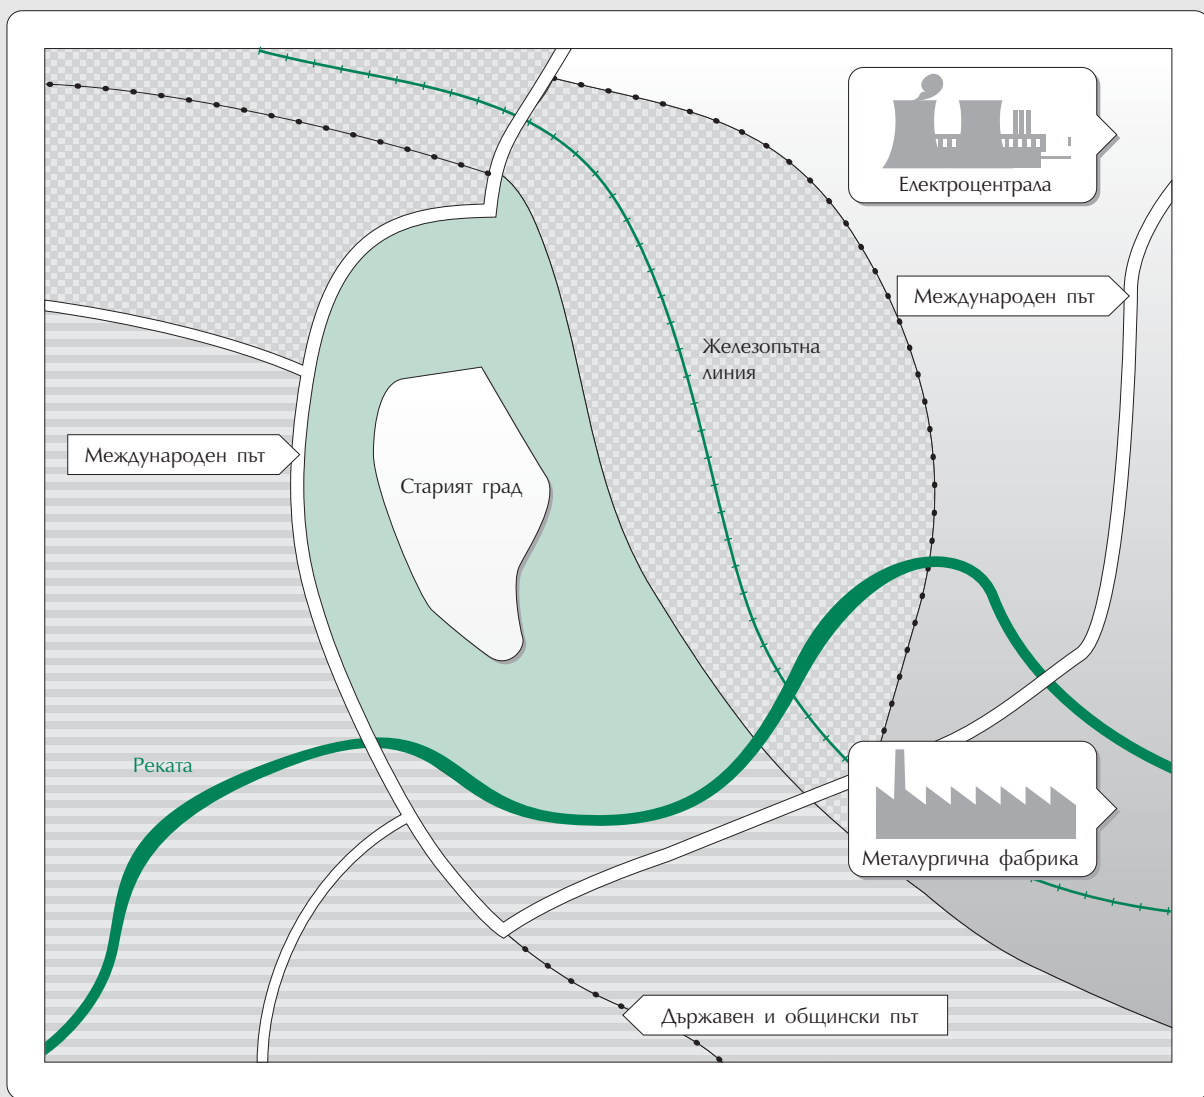 Електроцентрала
Международен път
Железопътна
линия
Международен път
Старият град
Реката
Металургична фабрика
Държавен и общински път